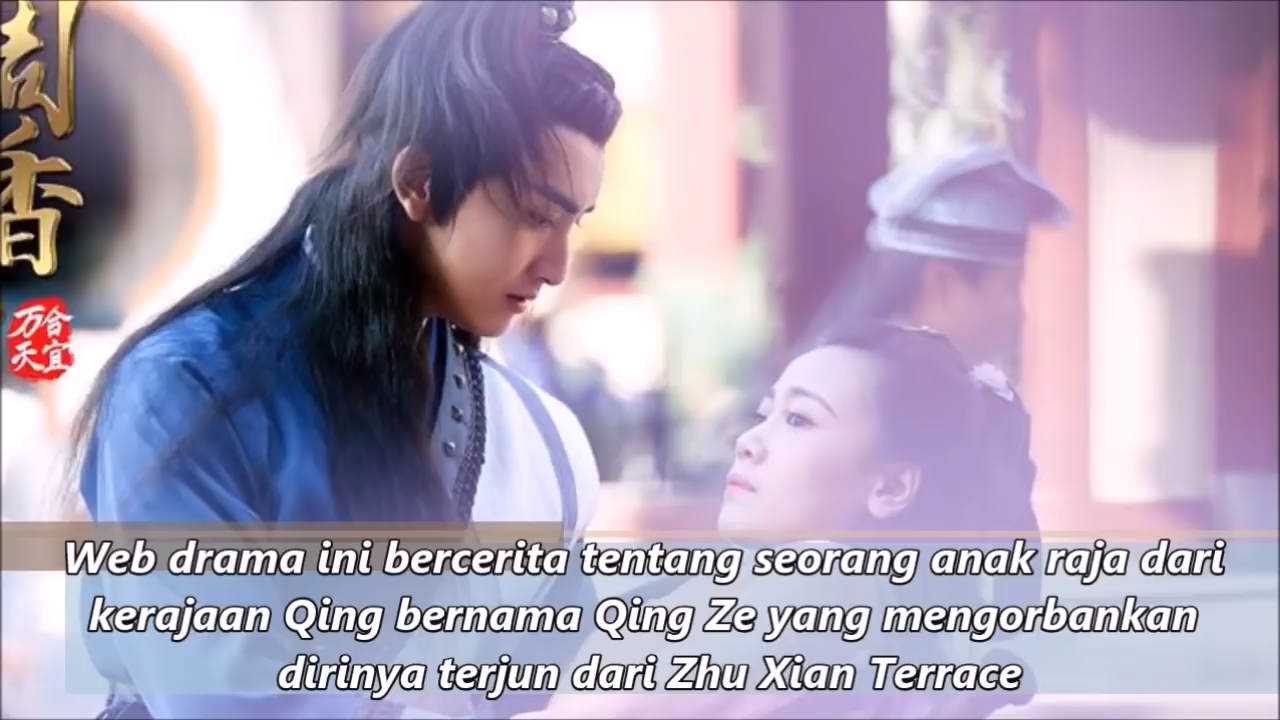 周
香
万合
天宜
Web drama ini bercerita tentang seorang anak raja dari
kerajaan Qing bernama Qing Ze yang mengorbankan
dirinya terjun dari Zhu Xian Terrace